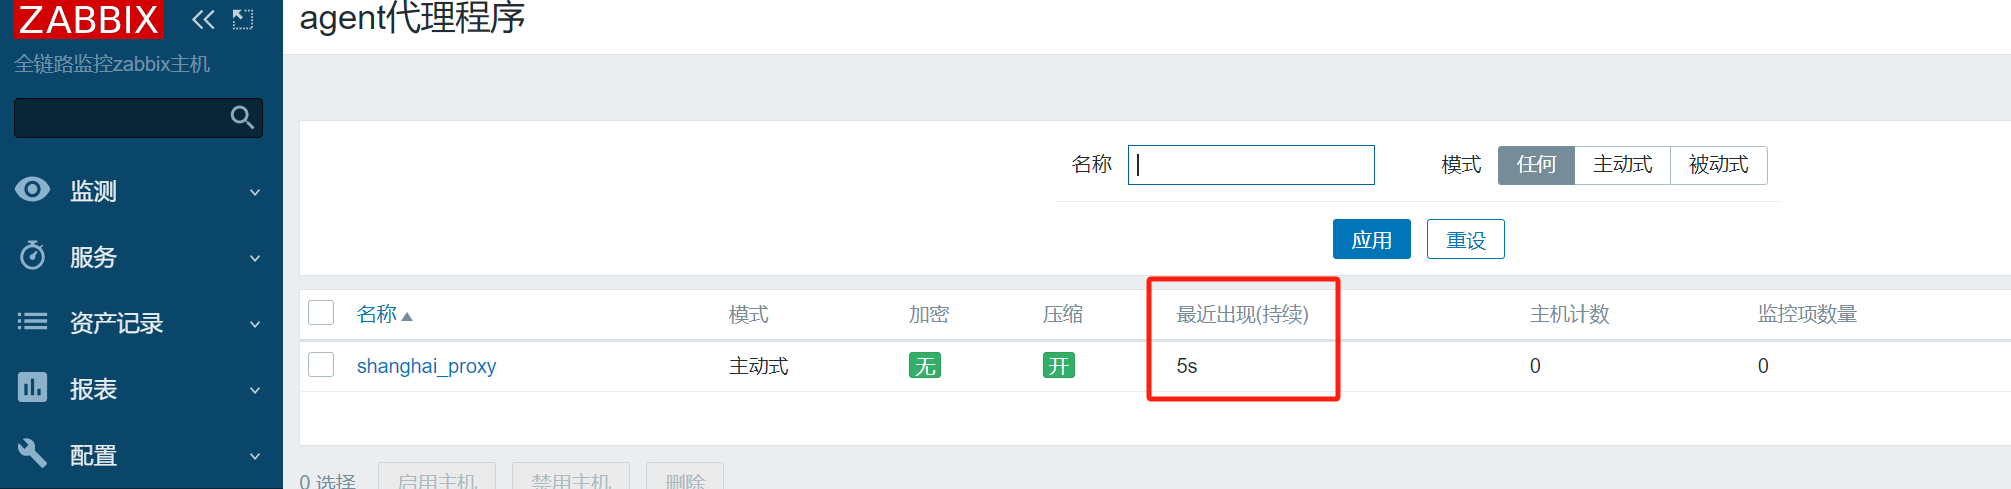 ZABBIX
agent代理程序
全链路监控zabbix主机
名称
模式 任何 主动式 被动式
应用 重设
监测
服务
资产记录
报表
配置
名称 模式 加密 压缩 最近出现(持续) 主机计数 监控项数量
shanghai_proxy 主动式 无 开 5s 0 0
0 选择 启用主机 禁用主机 删除